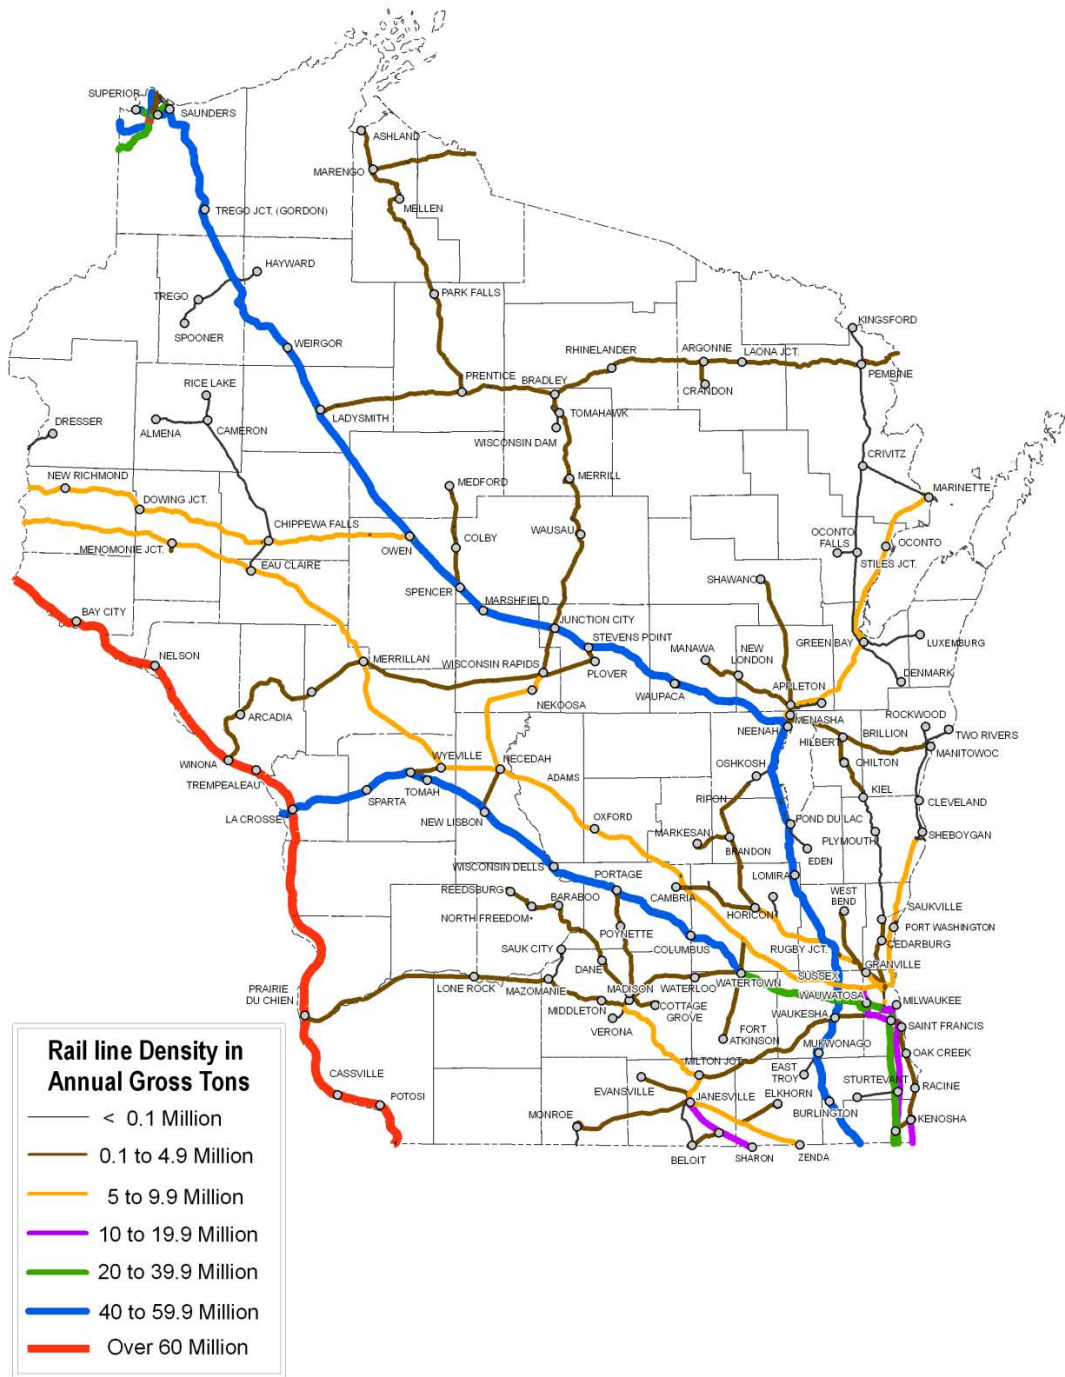 SUPERIOR
SAUNDERS
ASHLAND
MARENGO
MELLEN
TREGO JCT. (GORDON)
HAYWARD
TREGO
SPOONER
PARK FALLS
KINGSFORD
WEIRGOR
ARGONNE
LAONA JCT.
RHINELANDER
PEMBINE
PRENTICE
BRADLEY
CRANDON
RICE LAKE
LADYSMITH
TOMAHAWK
DRESSER
ALMENA
CAMERON
WISCONSIN DAM
CRIVITZ
NEW RICHMOND
MEDFORD
MERRILL
MARINETTE
DOWING JCT.
CHIPPEWA FALLS
WAUSAU
OCONTO
FALLS
OCONTO
MENOMONIE JCT.
OWEN
COLBY
STILES JCT.
EAU CLAIRE
SHAWANO
SPENCER
MARSHFIELD
BAY CITY
JUNCTION CITY
STEVENS POINT
GREEN BAY
LUXEMBURG
NELSON
MERRILLAN
WISCONSIN RAPIDS
PLOVER
MANAWA
NEW
LONDON
DENMARK
WAUPACA
APPLETON
NEKOOSA
ARCADIA
MENASHA
ROCKWOOD
NEENAH
HILBERT
BRILLION
TWO RIVERS
MANITOWOC
WINONA
WYEVILLE
NECEDAH
OSHKOSH
CHILTON
TREMPEALEAU
TOMAH
ADAMS
SPARTA
RIPON
KIEL
CLEVELAND
LA CROSSE
NEW LISBON
OXFORD
MARKESAN
BRANDON
FOND DU LAC
PLYMOUTH
SHEBOYGAN
EDEN
WISCONSIN DELLS
PORTAGE
LOMIRA
REEDSBURG
BARABOO
CAMBRIA
WEST
BEND
NORTH FREEDOM
HORICON
SAUKVILLE
POYNETTE
PORT WASHINGTON
SAUK CITY
COLUMBUS
RUGBY JCT.
CEDARBURG
DANE
GRANVILLE
PRAIRIE
DU CHIEN
LONE ROCK
MAZOMANIE
MADISON
WATERLOO
WATERTOWN
SUSSEX
WAUWATOSA
MILWAUKEE
MIDDLETON
COTTAGE
GROVE
WAUKESHA
SAINT FRANCIS
VERONA
FORT
ATKINSON
MUKWONAGO
OAK CREEK
CASSVILLE
MILTON JCT.
EAST
TROY
STURTEVANT
POTOSI
EVANSVILLE
ELKHORN
RACINE
JANESVILLE
BURLINGTON
MONROE
KENOSHA
BELOIT
SHARON
ZENDA
Rail line Density in
Annual Gross Tons
< 0.1 Million
0.1 to 4.9 Million
5 to 9.9 Million
10 to 19.9 Million
20 to 39.9 Million
40 to 59.9 Million
Over 60 Million